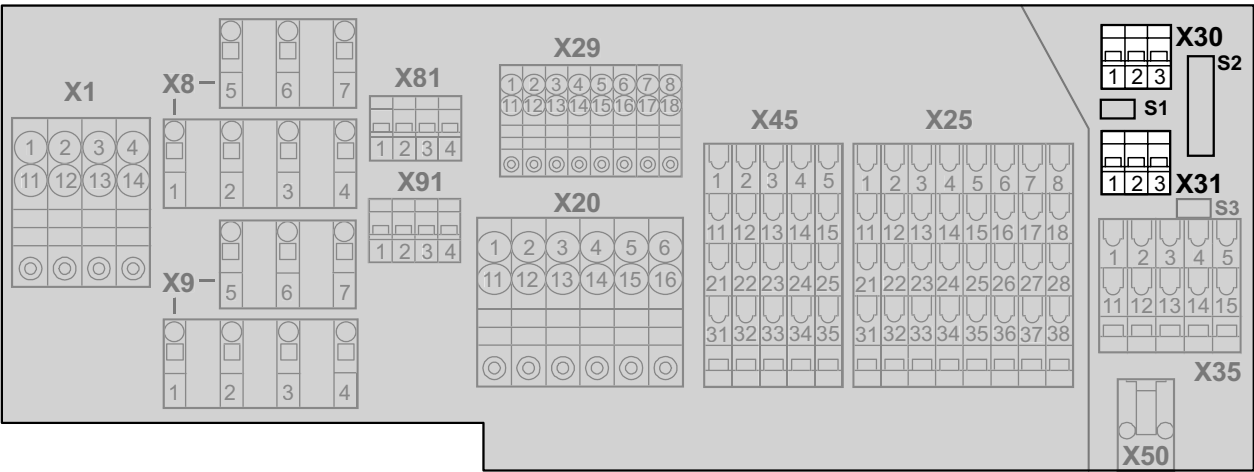 X1
1 2 3 4
11 12 13 14
X8
5 6 7
1 2 3 4
X9
5 6 7
1 2 3 4
X81
1 2 3 4
X91
1 2 3 4
X29
1 2 3 4 5 6 7 8
11 12 13 14 15 16 17 18
X20
1 2 3 4 5 6
11 12 13 14 15 16
X45
1 2 3 4 5
11 12 13 14 15
21 22 23 24 25
31 32 33 34 35
X25
1 2 3 4 5 6 7 8
11 12 13 14 15 16 17 18
21 22 23 24 25 26 27 28
31 32 33 34 35 36 37 38
X30
1 2 3
S2
S1
1 2 3 X31
S3
1 2 3 4 5
11 12 13 14 15
X35
X50